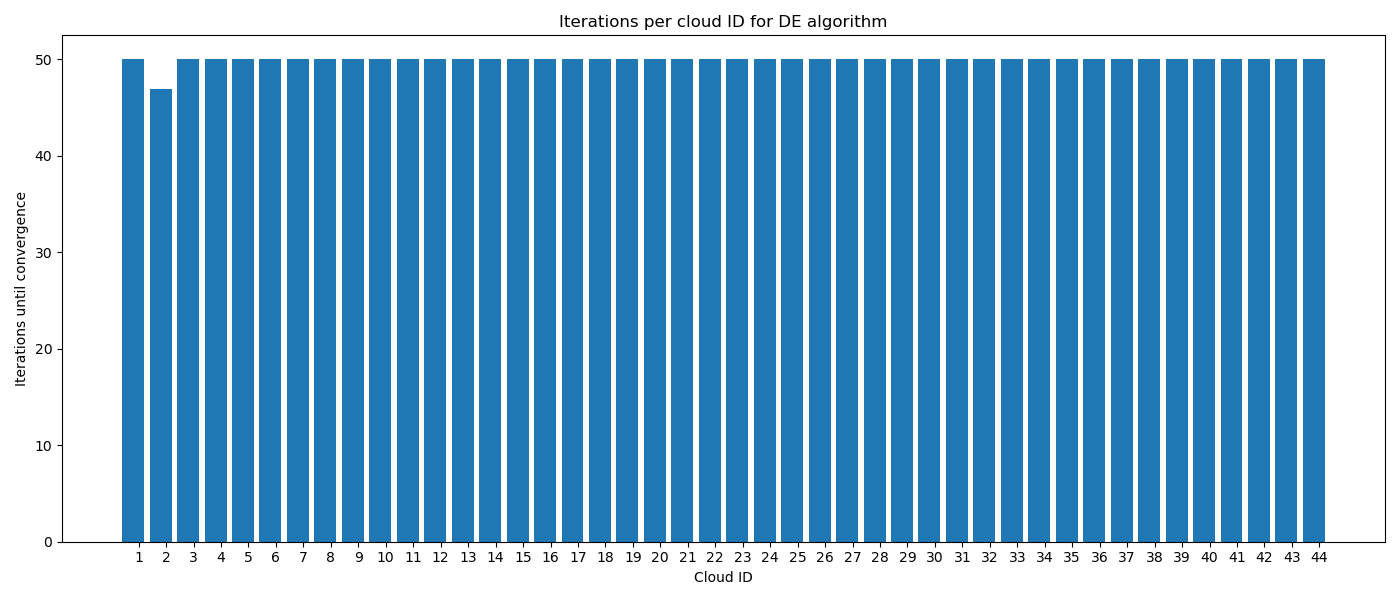 Iterations per cloud ID for DE algorithm
50
40
30
20
10
0
Iterations until convergence
1 2 3 4 5 6 7 8 9 10 11 12 13 14 15 16 17 18 19 20 21 22 23 24 25 26 27 28 29 30 31 32 33 34 35 36 37 38 39 40 41 42 43 44
Cloud ID